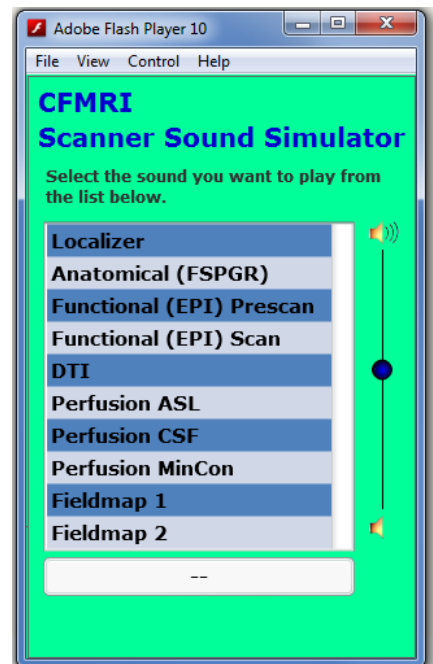 Adobe Flash Player 10
File View Control Help
CFMRI
Scanner Sound Simulator
Select the sound you want to play from
the list below.
Localizer
Anatomical (FSPGR)
Functional (EPI) Prescan
Functional (EPI) Scan
DTI
Perfusion ASL
Perfusion CSF
Perfusion MinCon
Fieldmap 1
Fieldmap 2
--